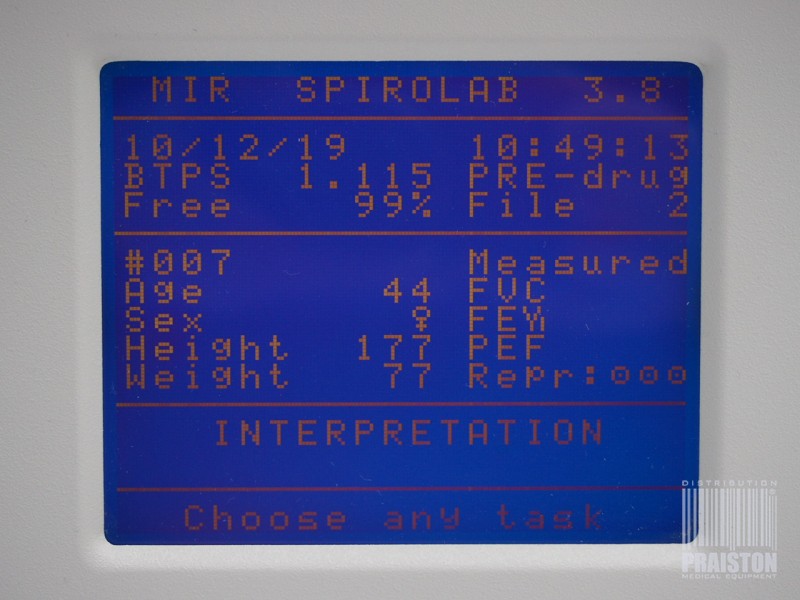 MIR SPIROLAB 3.8
10/12/19 10:49:13
BTPS 1.115 PRE-drug
Free 99% File 2
#007 Measured
Age 44 FVC
Sex ♀ FEV1
Height 177 PEF
Weight 77 Repr:ooo
INTERPRETATION
Choose any task
DISTRIBUTION
PRAISTON
MEDICAL EQUIPMENT